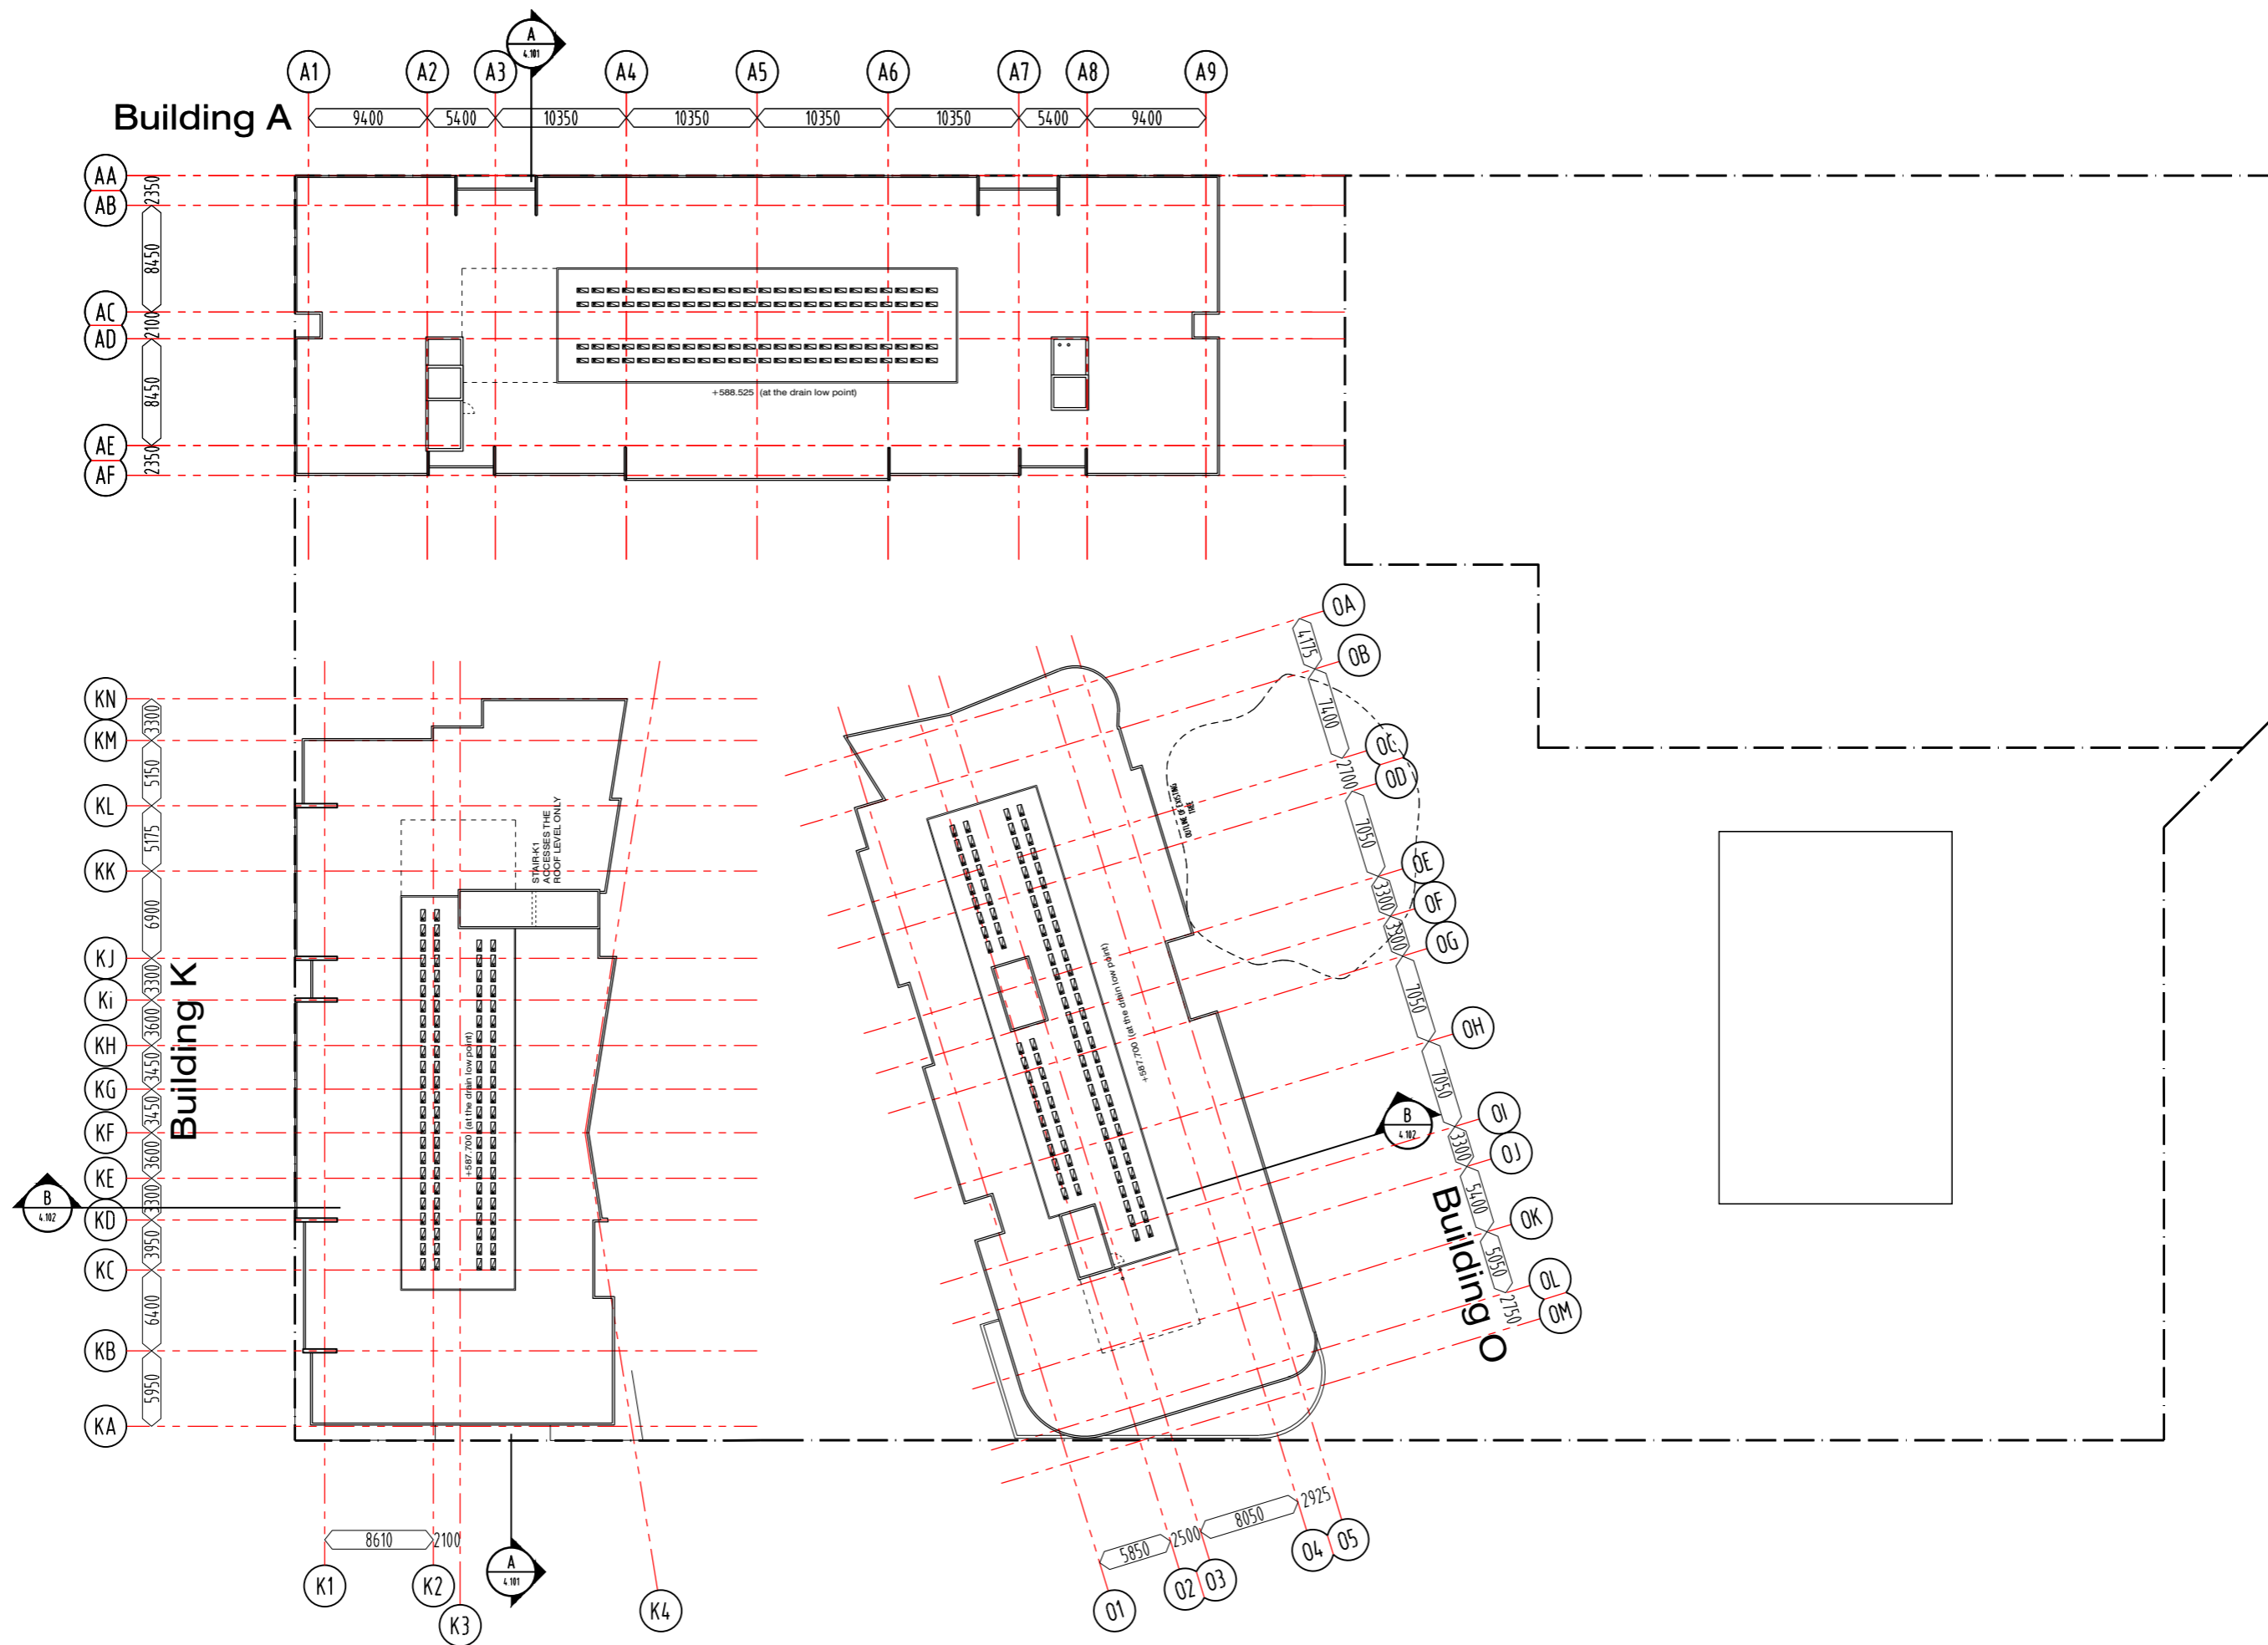 A
4.101
A1
A2
A3
A4
A5
A6
A7
A8
A9
Building A
9400
5400
10350
10350
10350
10350
5400
9400
AA
AB
AC
AD
AE
AF
2350
8450
2100
8450
2350
+588.525 (at the drain low point)
KN
KM
KL
KK
KJ
Ki
KH
KG
KF
KE
KD
KC
KB
KA
3300
5150
5175
6900
3300
3600
3450
3450
3600
3300
3950
6400
5950
Building K
STAIR-K1
ACCESSES THE
ROOF LEVEL ONLY
+587.700 (at the drain low point)
B
4.102
8610
2100
K1
K2
K3
K4
A
4.101
OA
OB
OC
OD
OE
OF
OG
OH
OI
OJ
OK
OL
OM
4175
7400
2700
7050
3300
3300
7050
7050
3300
5400
5050
2750
OUTLINE OF EXISTING
TREE
+587.700 (at the drain low point)
B
4.102
Building O
5850
2500
8050
2925
O1
O2
O3
O4
O5